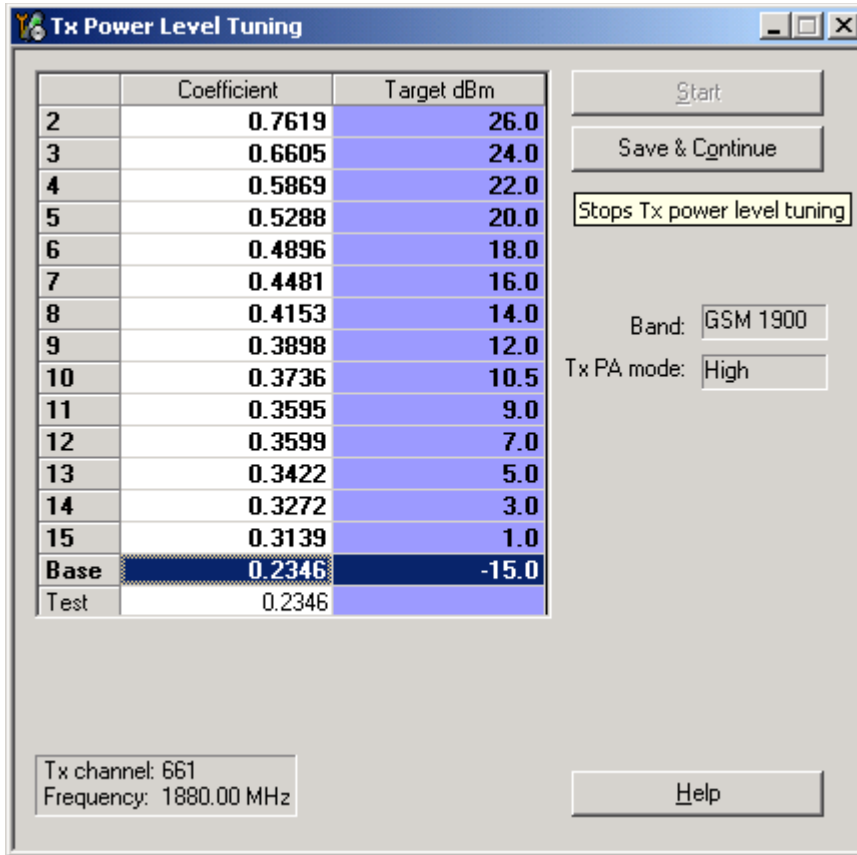 Tx Power Level Tuning
Coefficient Target dBm
2 0.7619 26.0
3 0.6605 24.0
4 0.5869 22.0
5 0.5288 20.0
6 0.4896 18.0
7 0.4481 16.0
8 0.4153 14.0
9 0.3898 12.0
10 0.3736 10.5
11 0.3595 9.0
12 0.3599 7.0
13 0.3422 5.0
14 0.3272 3.0
15 0.3139 1.0
Base 0.2346 -15.0
Test 0.2346
Start
Save & Continue
Stops Tx power level tuning
Band: GSM 1900
Tx PA mode: High
Tx channel: 661
Frequency: 1880.00 MHz
Help